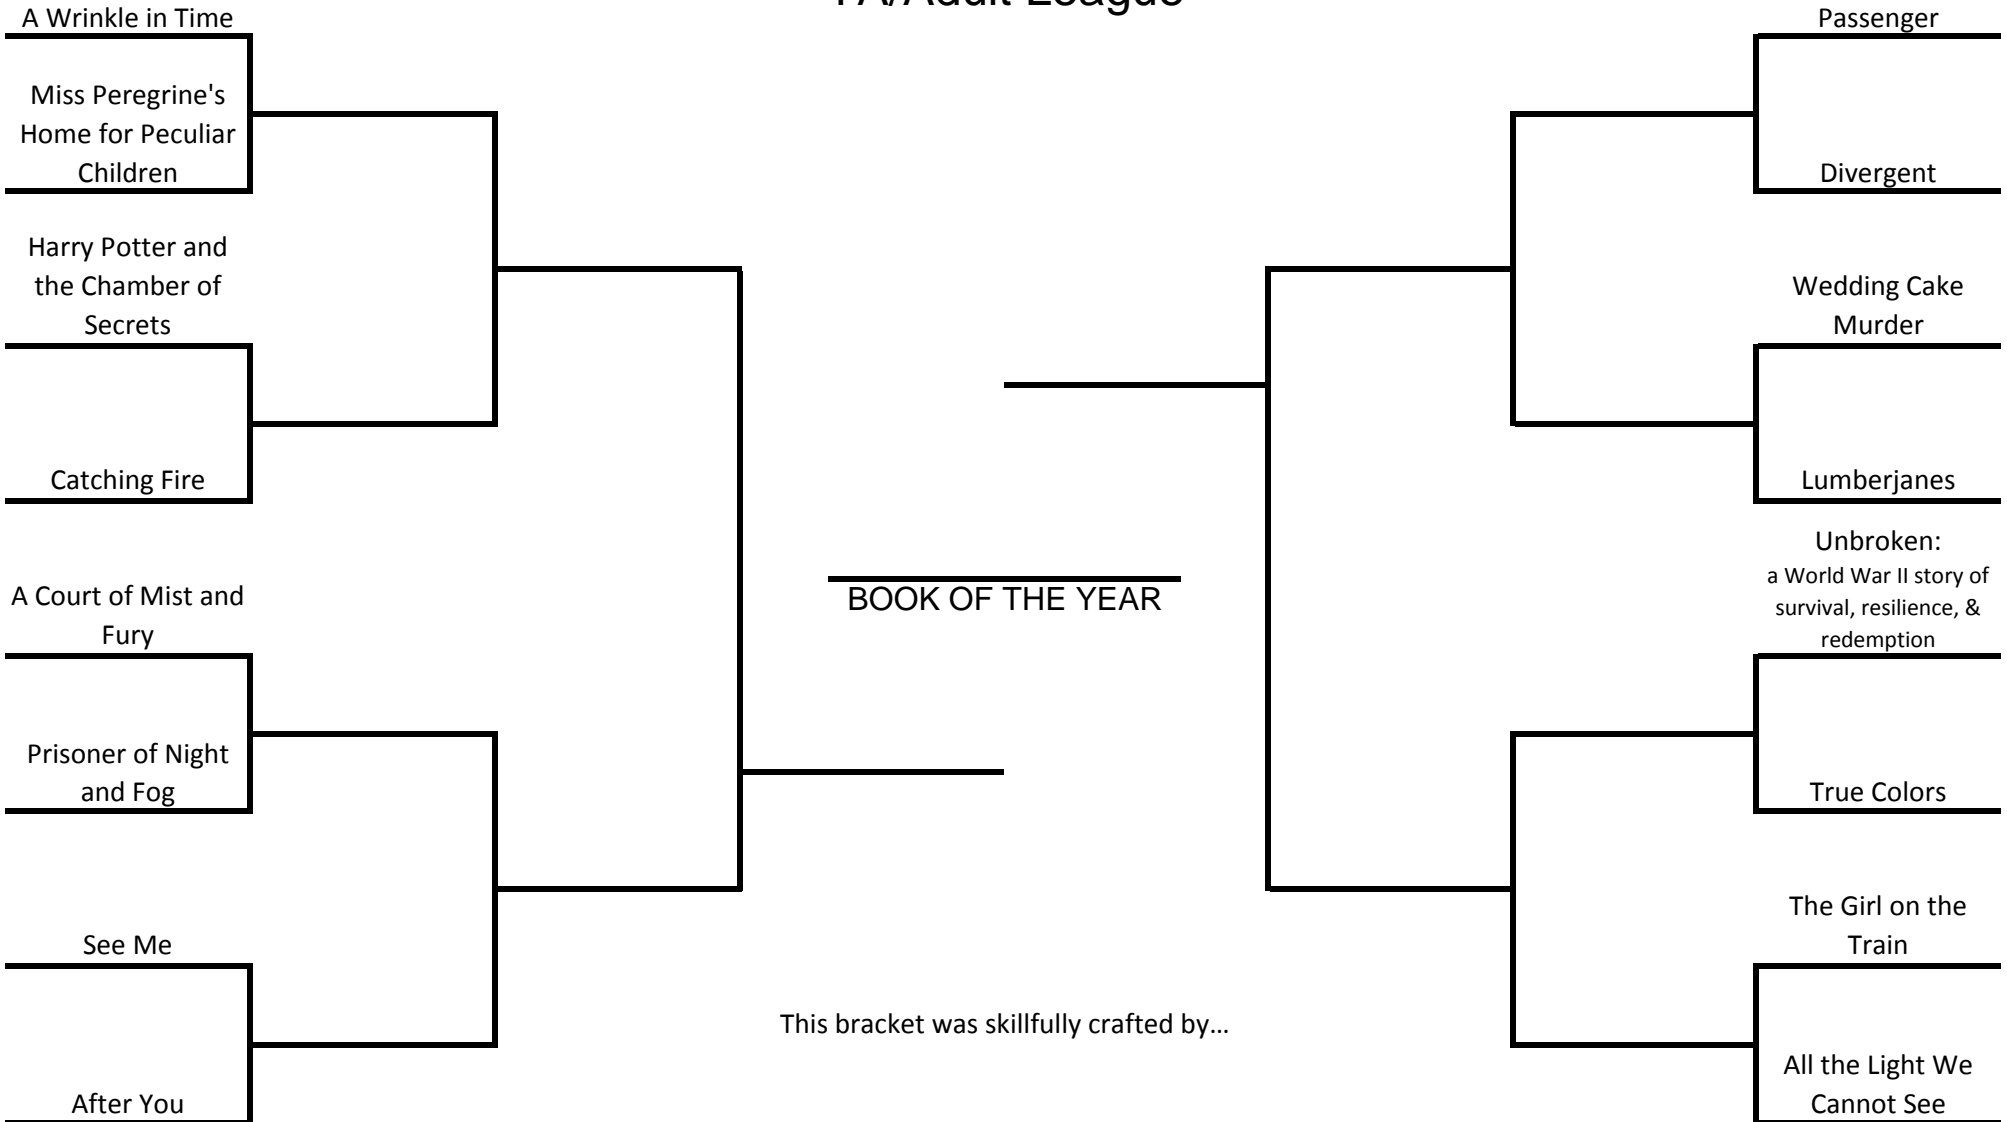 YA/Adult League
A Wrinkle in Time
Miss Peregrine's
Home for Peculiar
Children
Harry Potter and
the Chamber of
Secrets
Catching Fire
A Court of Mist and
Fury
Prisoner of Night
and Fog
See Me
After You
BOOK OF THE YEAR
This bracket was skillfully crafted by...
Passenger
Divergent
Wedding Cake
Murder
Lumberjanes
Unbroken:
a World War II story of
survival, resilience, &
redemption
True Colors
The Girl on the
Train
All the Light We
Cannot See